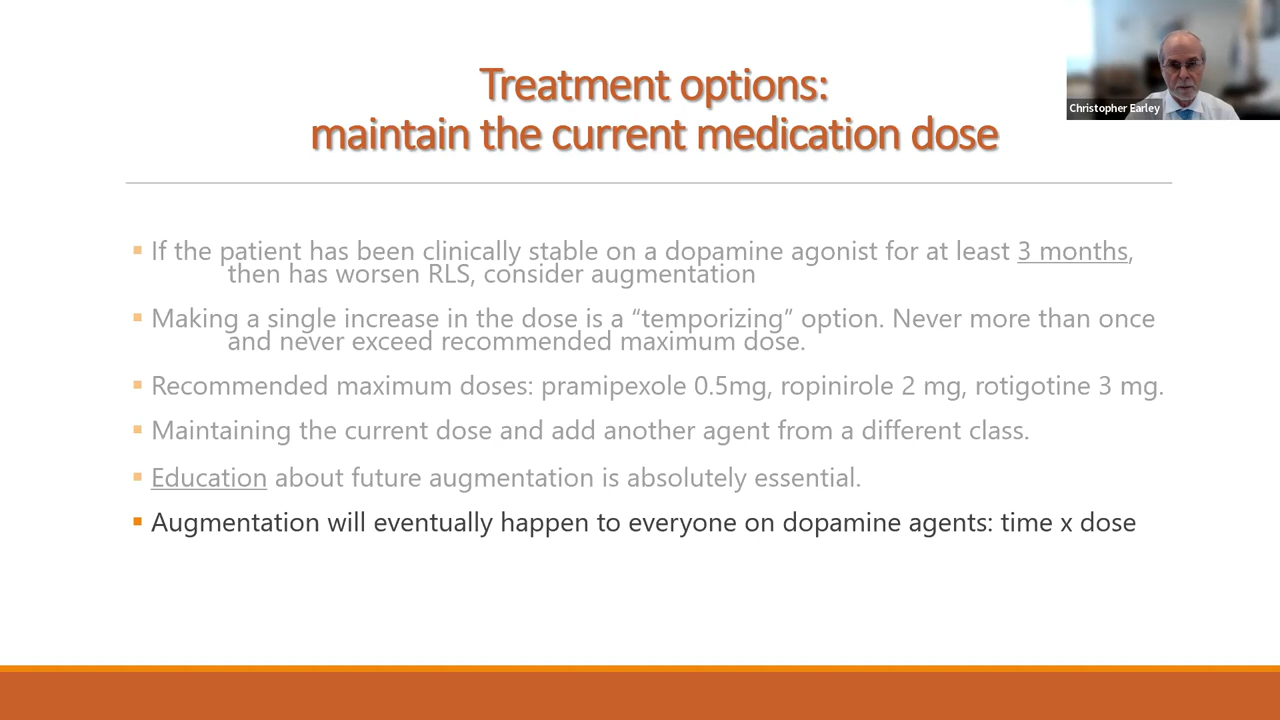 Treatment options:
maintain the current medication dose
Christopher Earley
▪ If the patient has been clinically stable on a dopamine agonist for at least 3 months,
then has worsen RLS, consider augmentation
▪ Making a single increase in the dose is a “temporizing“ option. Never more than once
and never exceed recommended maximum dose.
▪ Recommended maximum doses: pramipexole 0.5mg, ropinirole 2 mg, rotigotine 3 mg.
▪ Maintaining the current dose and add another agent from a different class.
▪ Education about future augmentation is absolutely essential.
▪ Augmentation will eventually happen to everyone on dopamine agents: time x dose